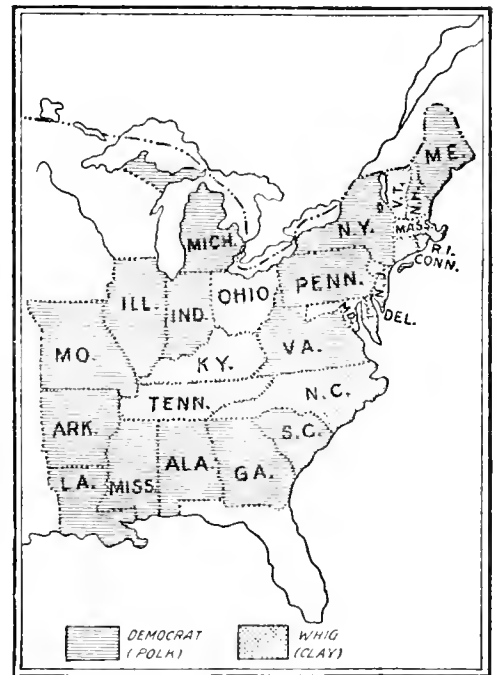 M.E.
V.T.
N.H.
MASS.
R.I.
CONN.
N.Y.
MICH.
PENN.
N.J.
OHIO
ILL.
IND.
MD.
DEL.
VA.
KY.
MO.
N.C.
TENN.
S.C.
ARK.
ALA.
GA.
MISS.
LA.
DEMOCRAT
(POLK)
WHIG
(CLAY)